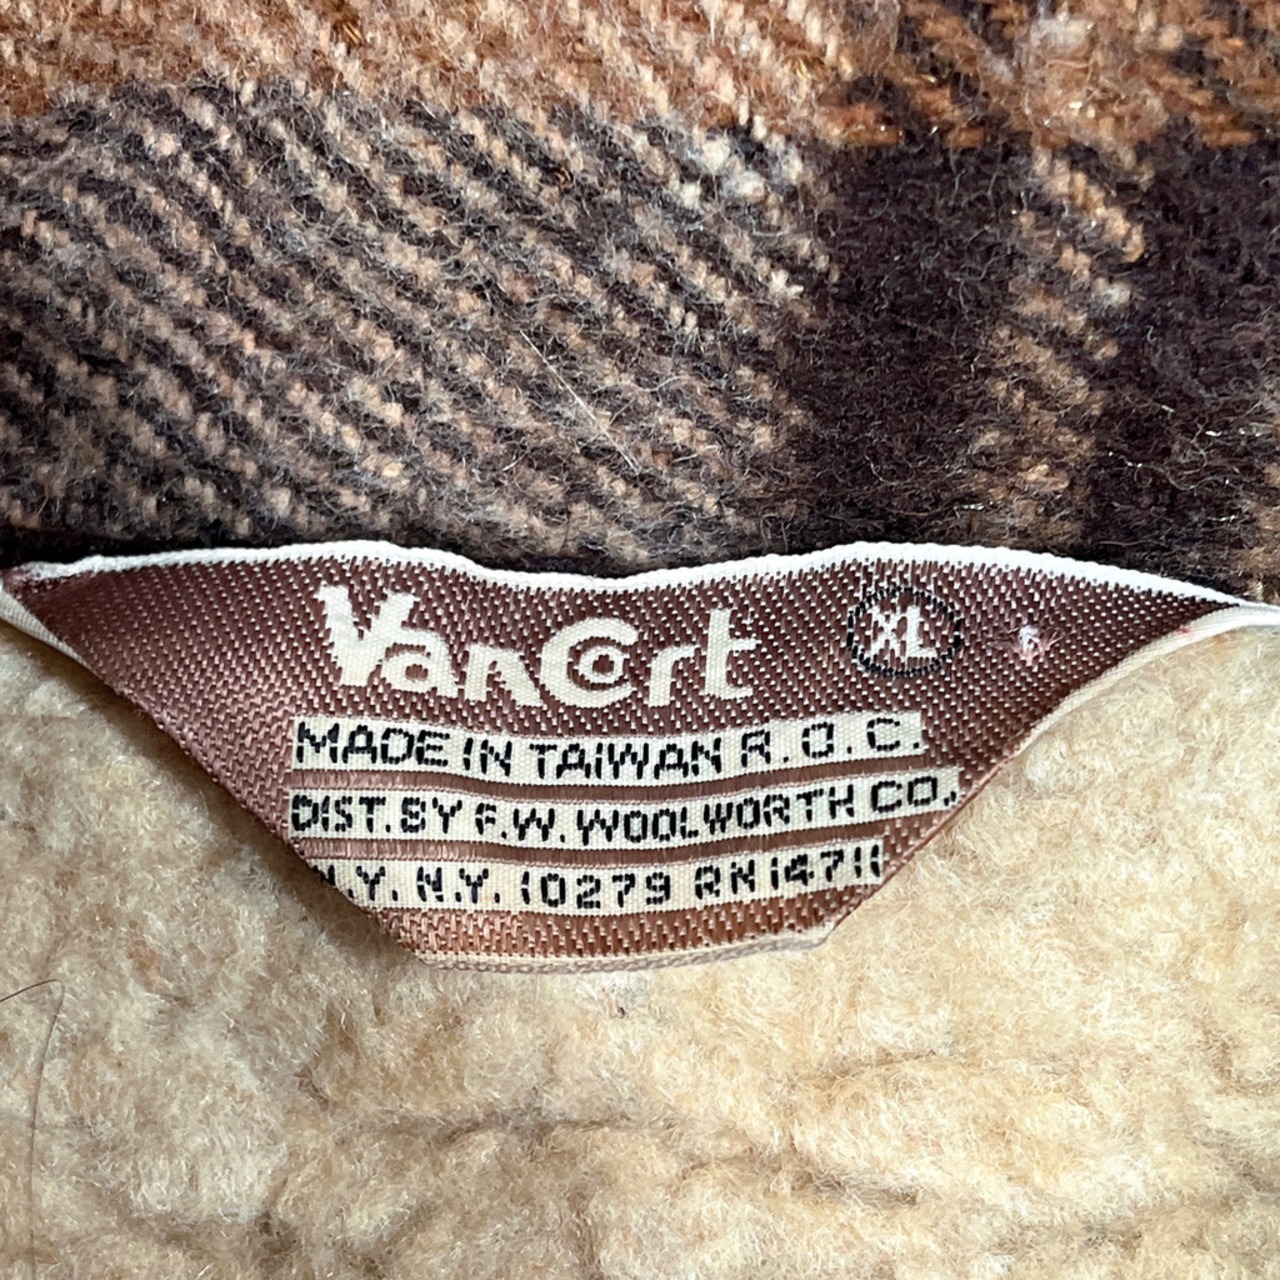 VanCort XL
MADE IN TAIWAN R.O.C.
DIST. BY F.W. WOOLWORTH CO.,
N.Y. N.Y. 10279 RN 14711